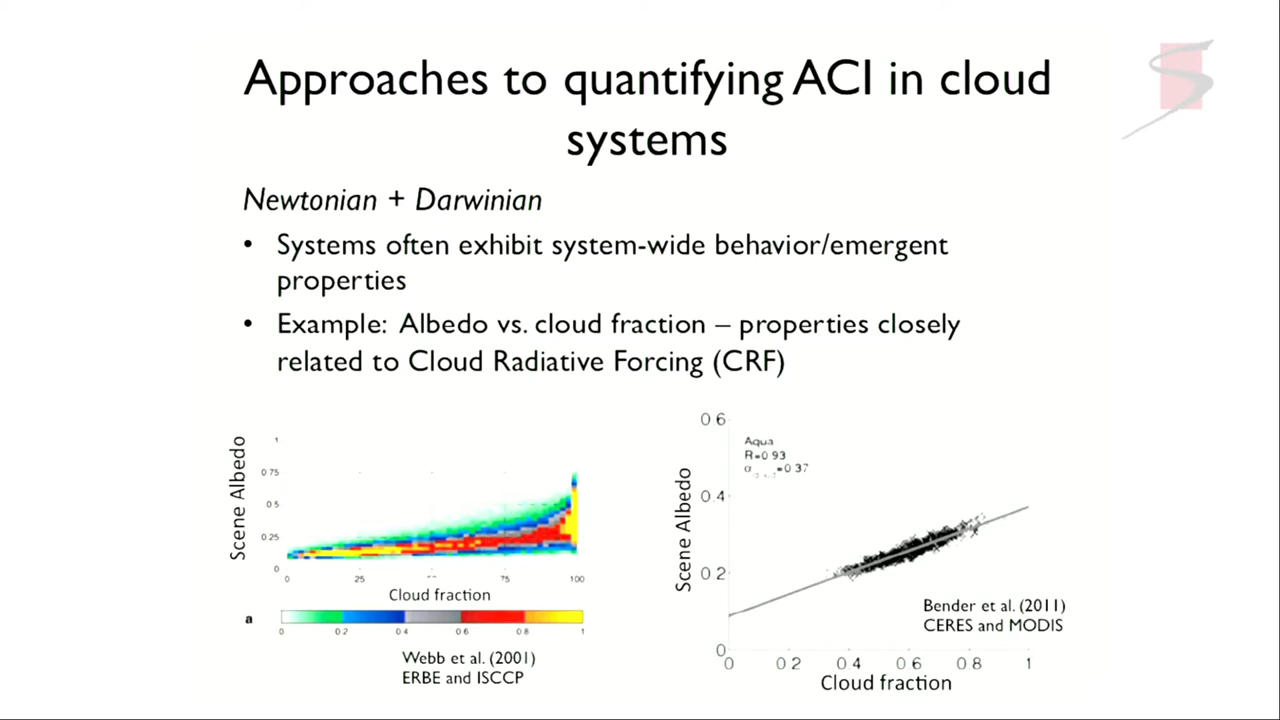 Approaches to quantifying ACI in cloud
systems
Newtonian + Darwinian
• Systems often exhibit system-wide behavior/emergent
properties
• Example: Albedo vs. cloud fraction – properties closely
related to Cloud Radiative Forcing (CRF)
Scene Albedo
1
0 75
0 5
0 25
0
0 25 75 100
Cloud fraction
a
0 0 2 0 4 0 6 0 8 1
Webb et al. (2001)
ERBE and ISCCP
Scene Albedo
0 6
0 4
0 2
0
Aqua
R=0 93
=0 37
Bender et al. (2011)
CERES and MODIS
0 0 2 0 4 0 6 0 8 1
Cloud fraction